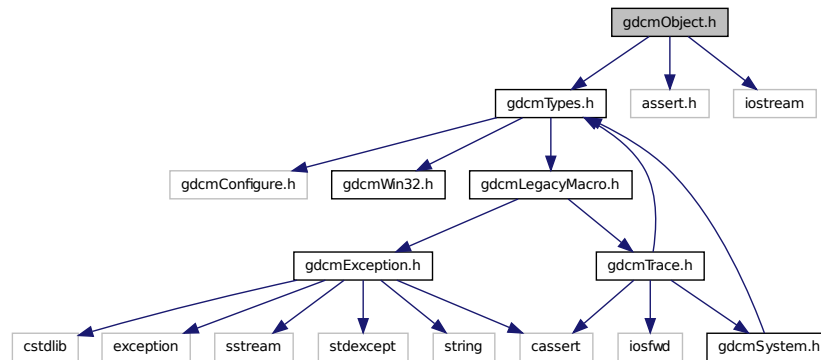 gdcmObject.h
gdcmTypes.h
assert.h
iostream
gdcmConfigure.h
gdcmWin32.h
gdcmLegacyMacro.h
gdcmException.h
gdcmTrace.h
cstdlib
exception
sstream
stdexcept
string
cassert
iosfwd
gdcmSystem.h